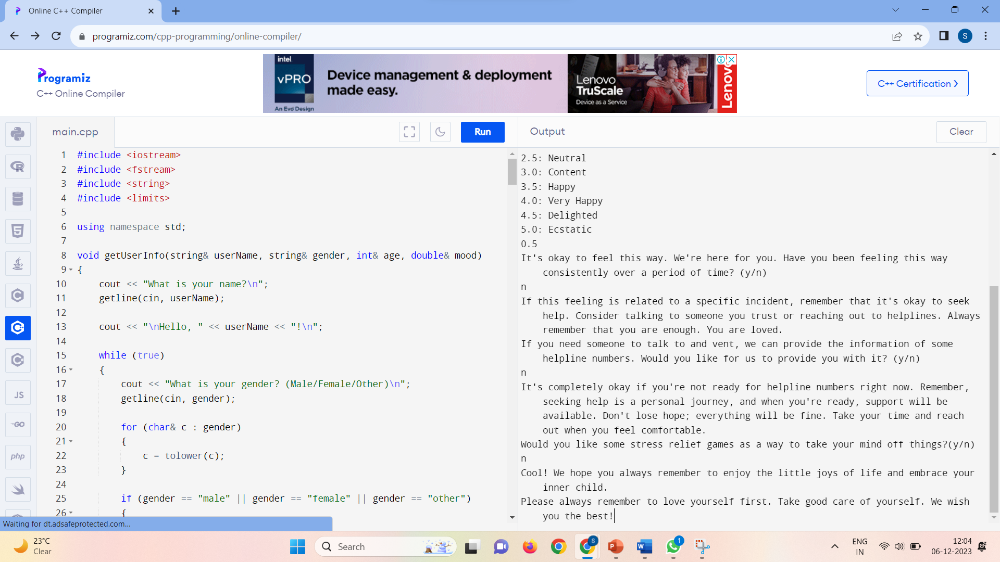 Online C++ Compiler
programiz.com/cpp-programming/online-compiler/
S
Programiz
C++ Online Compiler
intel
vPRO
An Evo Design
Device management & deployment
made easy.
Lenovo
TruScale
Device as a Service
Lenovo
C++ Certification
main.cpp
Run
Output
Clear
1 #include <iostream>
2 #include <fstream>
3 #include <string>
4 #include <limits>
5
6 using namespace std;
7
8 void getUserInfo(string& userName, string& gender, int& age, double& mood)
9 {
10 cout << "What is your name?\n";
11 getline(cin, userName);
12
13 cout << "\nHello, " << userName << "!\n";
14
15 while (true)
16 {
17 cout << "What is your gender? (Male/Female/Other)\n";
18 getline(cin, gender);
19
20 for (char& c : gender)
21 {
22 c = tolower(c);
23 }
24
25 if (gender == "male" || gender == "female" || gender == "other")
26 {
JS
GO
php
2.5: Neutral
3.0: Content
3.5: Happy
4.0: Very Happy
4.5: Delighted
5.0: Ecstatic
0.5
It's okay to feel this way. We're here for you. Have you been feeling this way
consistently over a period of time? (y/n)
n
If this feeling is related to a specific incident, remember that it's okay to seek
help. Consider talking to someone you trust or reaching out to helplines. Always
remember that you are enough. You are loved.
If you need someone to talk to and vent, we can provide the information of some
helpline numbers. Would you like for us to provide you with it? (y/n)
n
It's completely okay if you're not ready for helpline numbers right now. Remember,
seeking help is a personal journey, and when you're ready, support will be
available. Don't lose hope; everything will be fine. Take your time and reach
out when you feel comfortable.
Would you like some stress relief games as a way to take your mind off things?(y/n)
n
Cool! We hope you always remember to enjoy the little joys of life and embrace your
inner child.
Please always remember to love yourself first. Take good care of yourself. We wish
you the best!
Waiting for dt.adsafeprotected.com...
23°C
Clear
Search
S
1
ENG
IN
12:04
06-12-2023